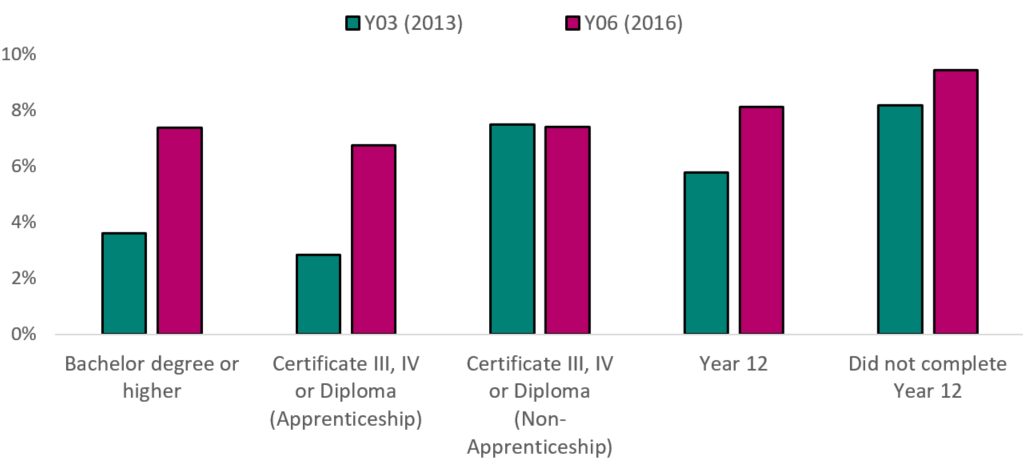 Y03 (2013) Y06 (2016)
10%
8%
6%
4%
2%
0%
Bachelor degree or
higher
Certificate III, IV
or Diploma
(Apprenticeship)
Certificate III, IV
or Diploma
(Non-
Apprenticeship)
Year 12
Did not complete
Year 12